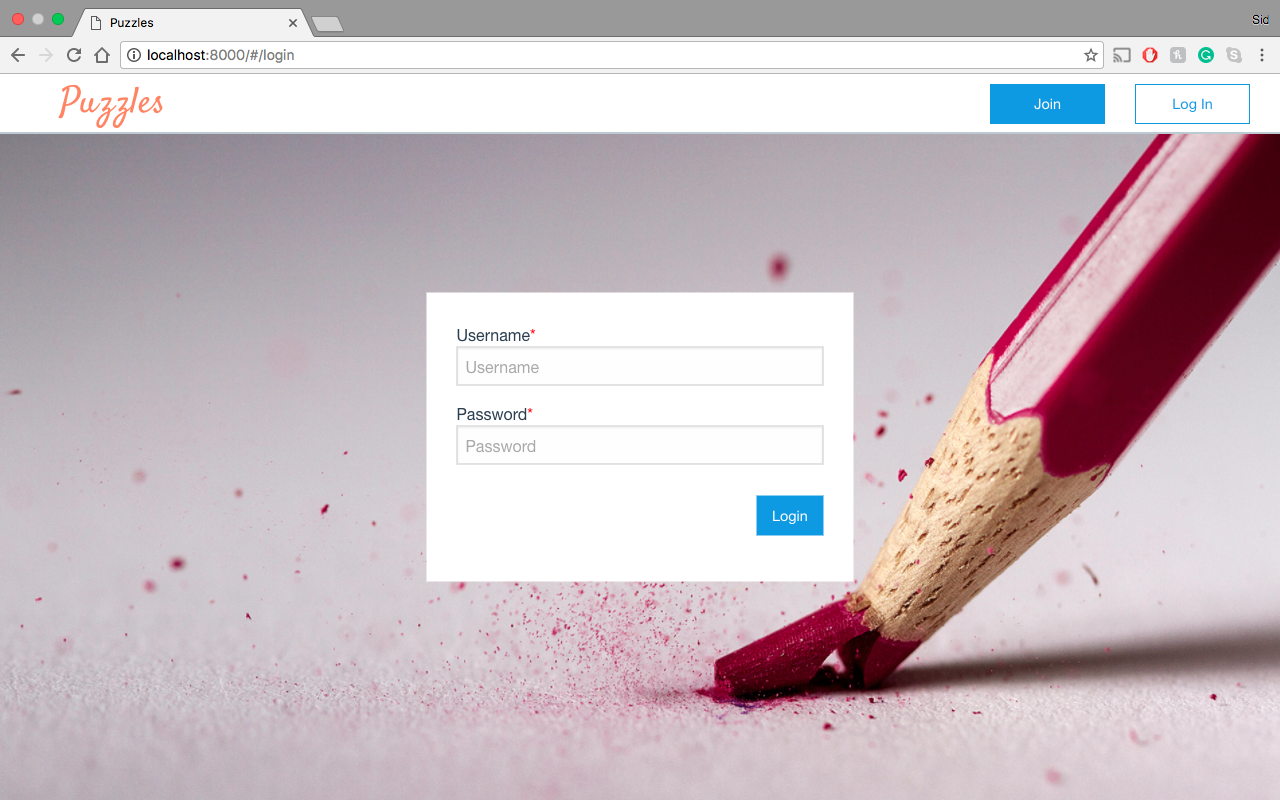 Puzzles
Sid
localhost:8000/#/login
Puzzles
Join
Log In
Username*
Username
Password*
Password
Login